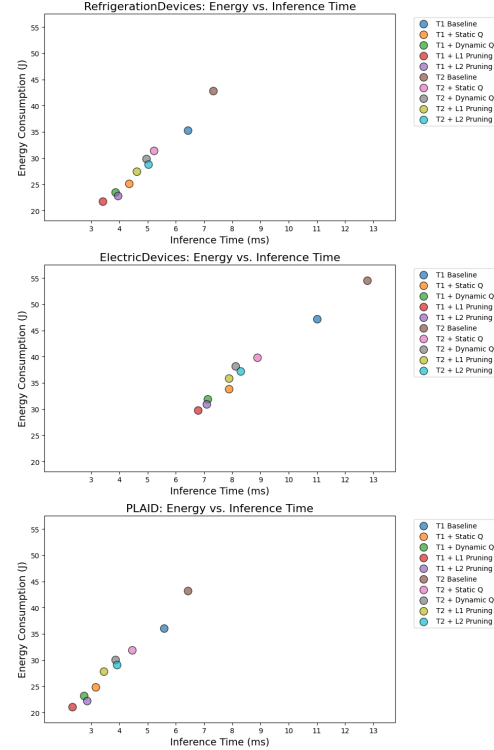 RefrigerationDevices: Energy vs. Inference Time
Energy Consumption (J)
55
50
45
40
35
30
25
20
3 4 5 6 7 8 9 10 11 12 13
Inference Time (ms)
T1 Baseline
T1 + Static Q
T1 + Dynamic Q
T1 + L1 Pruning
T1 + L2 Pruning
T2 Baseline
T2 + Static Q
T2 + Dynamic Q
T2 + L1 Pruning
T2 + L2 Pruning
ElectricDevices: Energy vs. Inference Time
Energy Consumption (J)
55
50
45
40
35
30
25
20
3 4 5 6 7 8 9 10 11 12 13
Inference Time (ms)
T1 Baseline
T1 + Static Q
T1 + Dynamic Q
T1 + L1 Pruning
T1 + L2 Pruning
T2 Baseline
T2 + Static Q
T2 + Dynamic Q
T2 + L1 Pruning
T2 + L2 Pruning
PLAID: Energy vs. Inference Time
Energy Consumption (J)
55
50
45
40
35
30
25
20
3 4 5 6 7 8 9 10 11 12 13
Inference Time (ms)
T1 Baseline
T1 + Static Q
T1 + Dynamic Q
T1 + L1 Pruning
T1 + L2 Pruning
T2 Baseline
T2 + Static Q
T2 + Dynamic Q
T2 + L1 Pruning
T2 + L2 Pruning